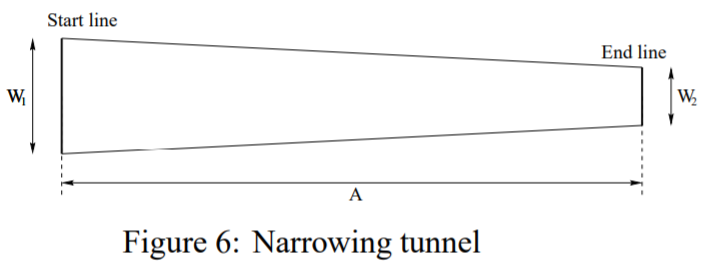 Start line
End line
W1
W2
A
Figure 6: Narrowing tunnel